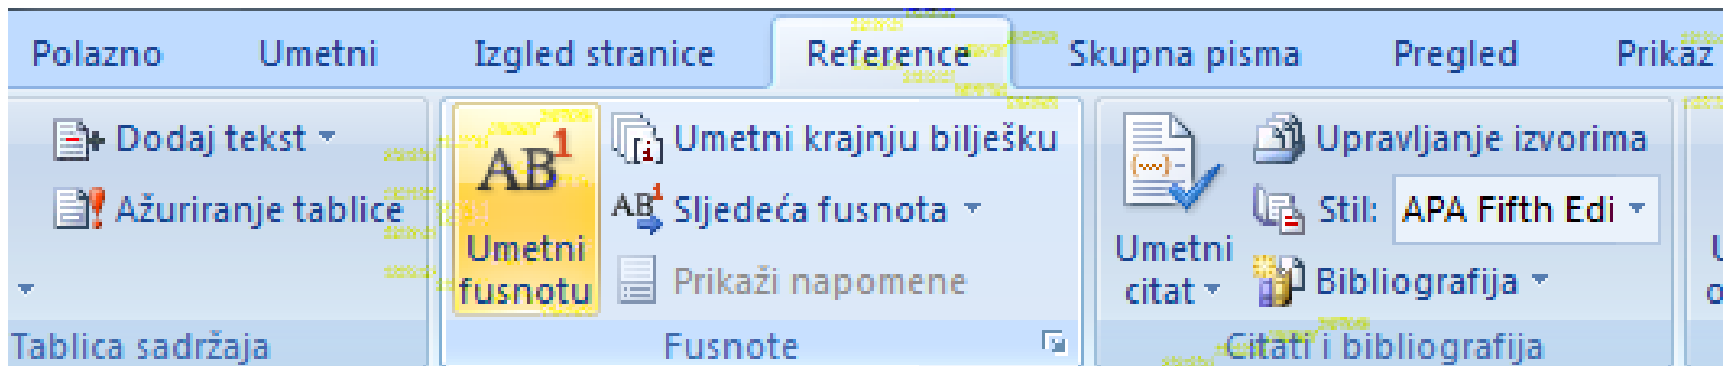 Polazno Umetni Izgled stranice Reference Skupna pisma Pregled Prikaz
Dodaj tekst
Ažuriranje tablice
Tablica sadržaja
AB1
Umetni
fusnotu
Umetni krajnju bilješku
AB1 Sljedeća fusnota
Prikaži napomene
Fusnote
Umetni
citat
Upravljanje izvorima
Stil: APA Fifth Edi
Bibliografija
Citati i bibliografija